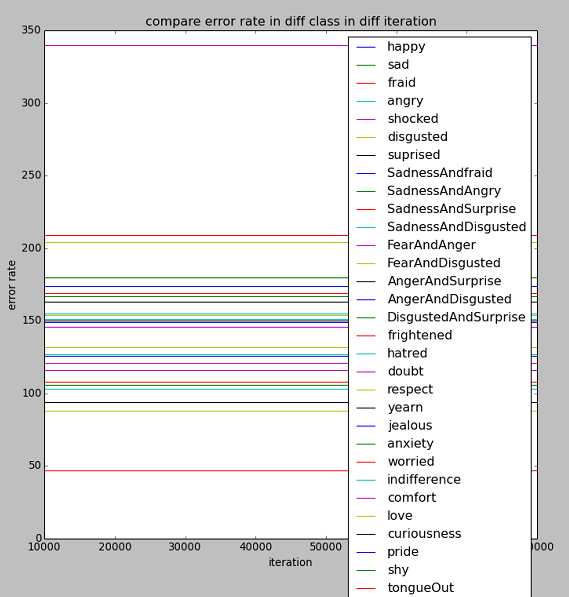 compare error rate in diff class in diff iteration
350
300
250
200
150
100
50
0
error rate
10000 20000 30000 40000 50000 0000
iteration
happy
sad
fraid
angry
shocked
disgusted
suprised
SadnessAndfraid
SadnessAndAngry
SadnessAndSurprise
SadnessAndDisgusted
FearAndAnger
FearAndDisgusted
AngerAndSurprise
AngerAndDisgusted
DisgustedAndSurprise
frightened
hatred
doubt
respect
yearn
jealous
anxiety
worried
indifference
comfort
love
curiousness
pride
shy
tongueOut